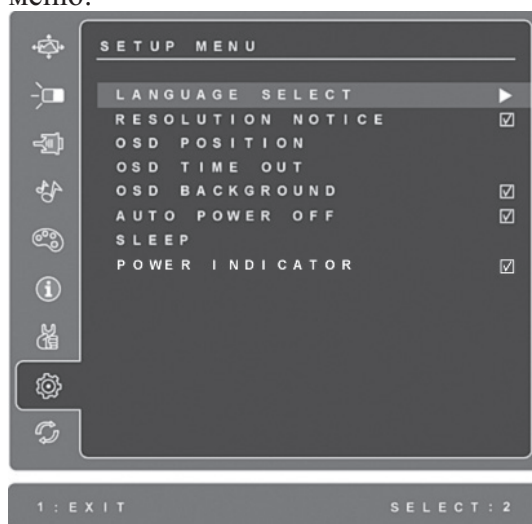 SETUP MENU
LANGUAGE SELECT
RESOLUTION NOTICE
OSD POSITION
OSD TIME OUT
OSD BACKGROUND
AUTO POWER OFF
SLEEP
POWER INDICATOR
1:EXIT SELECT:2